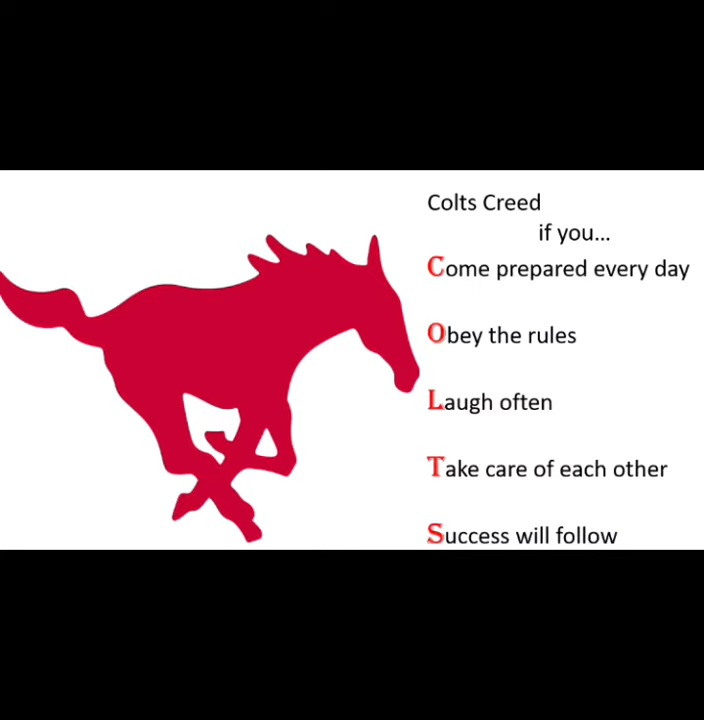 Colts Creed
if you...
Come prepared every day
Obey the rules
Laugh often
Take care of each other
Success will follow